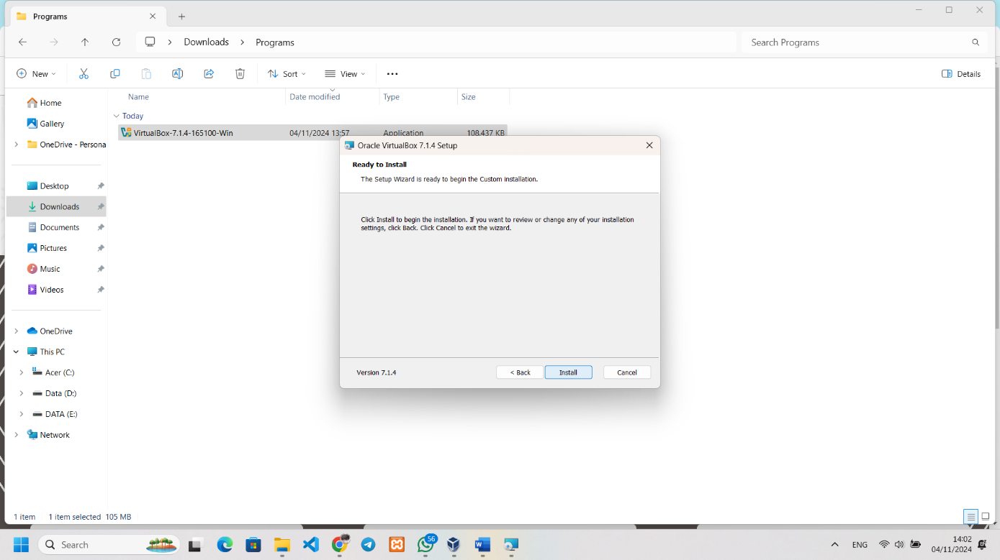 Programs
Downloads
Programs
Search Programs
New
Sort
View
Details
Name
Date modified
Type
Size
Home
Gallery
OneDrive - Persona
Desktop
Downloads
Documents
Pictures
Music
Videos
OneDrive
This PC
Acer (C:)
Data (D:)
DATA (E:)
Network
Today
VirtualBox-7.1.4-165100-Win
04/11/2024 13:57
Application
108.437 KB
Oracle VirtualBox 7.1.4 Setup
Ready to Install
The Setup Wizard is ready to begin the Custom installation.
Click Install to begin the installation. If you want to review or change any of your installation
settings, click Back. Click Cancel to exit the wizard.
Version 7.1.4
< Back
Install
Cancel
1 item
1 item selected
105 MB
Search
56
ENG
14:02
04/11/2024